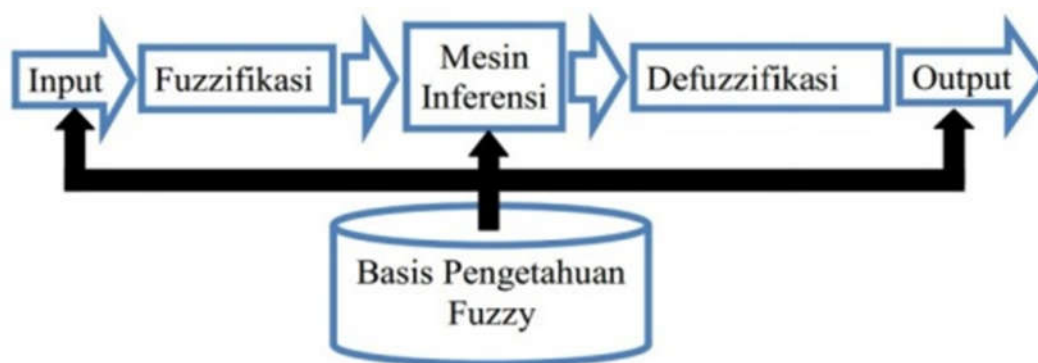 Input
Fuzzifikasi
Mesin
Inferensi
Defuzzifikasi
Output
Basis Pengetahuan
Fuzzy